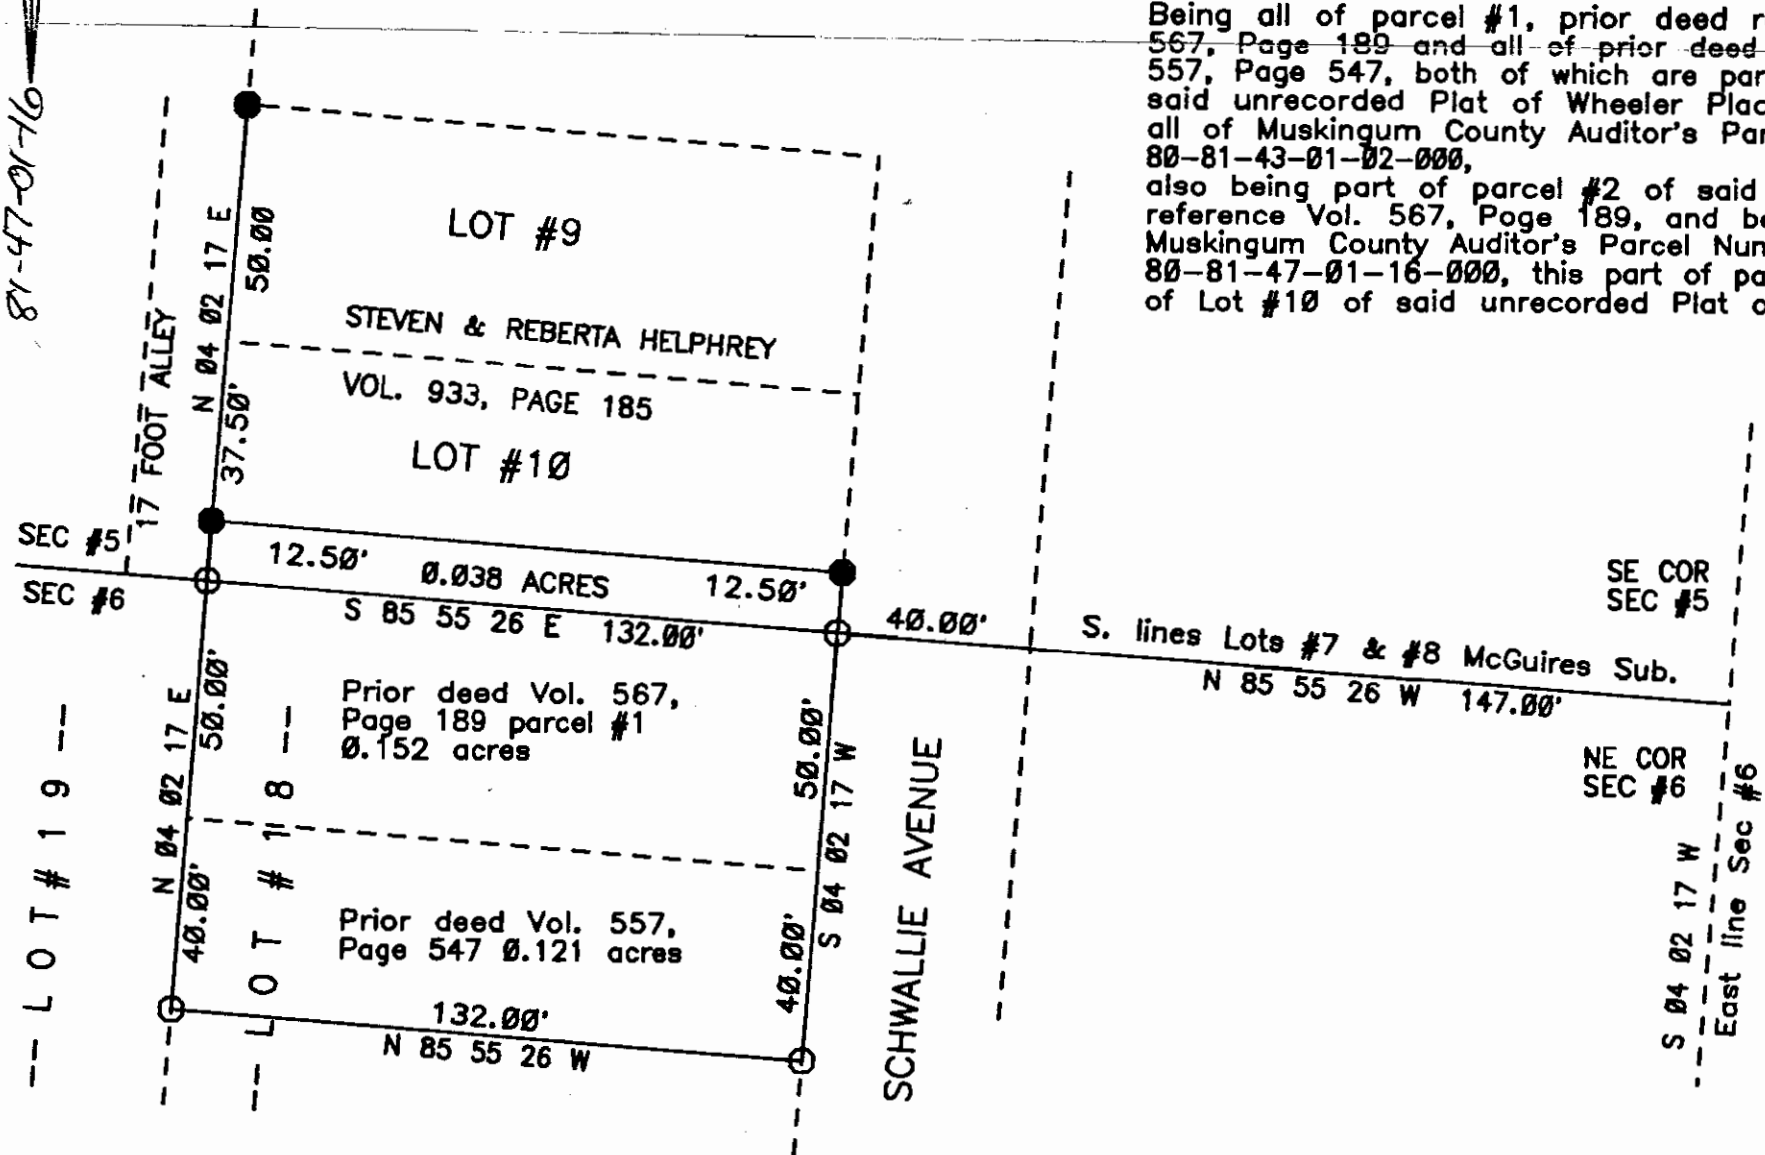 81-47-01-16
Being all of parcel #1, prior deed r
567, Page 189 and all of prior deed
557, Page 547, both of which are par
said unrecorded Plat of Wheeler Plac
all of Muskingum County Auditor's Par
80-81-43-01-02-000,
also being part of parcel #2 of said
reference Vol. 567, Page 189, and be
Muskingum County Auditor's Parcel Num
80-81-47-01-16-000, this part of pa
of Lot #10 of said unrecorded Plat o
17 FOOT ALLEY
N 04 02 17 E
50.00
37.50'
LOT #9
STEVEN & REBERTA HELPHREY
VOL. 933, PAGE 185
LOT #10
SEC #5
SEC #6
12.50'
0.038 ACRES
12.50'
S 85 55 26 E 132.00'
40.00'
S. lines Lots #7 & #8 McGuires Sub.
N 85 55 26 W 147.00'
SE COR
SEC #5
NE COR
SEC #6
S 04 02 17 W
East line Sec #6
Prior deed Vol. 567,
Page 189 parcel #1
0.152 acres
N 04 02 17 E
50.00'
40.00'
50.00'
S 04 02 17 W
40.00'
Prior deed Vol. 557,
Page 547 0.121 acres
132.00'
N 85 55 26 W
LOT #19
LOT #18
SCHWALLIE AVENUE